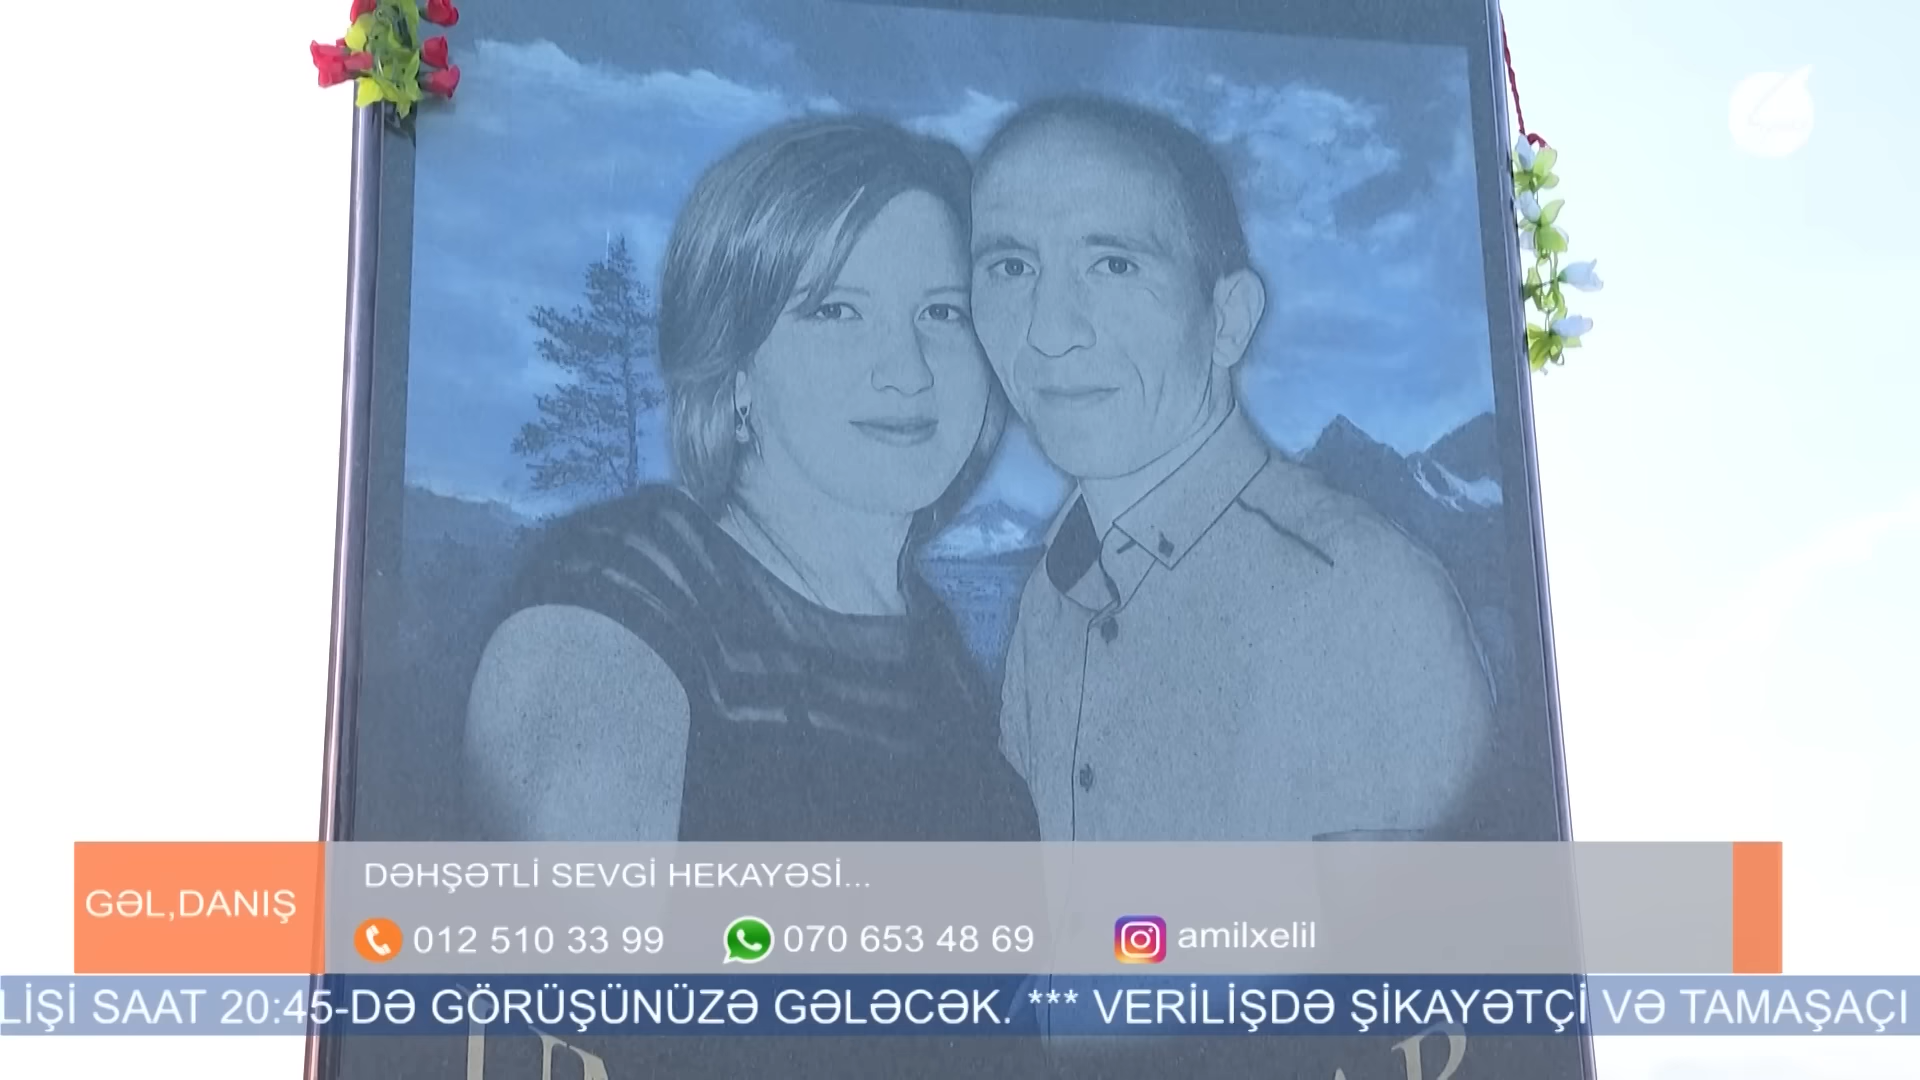 DƏHŞƏTLİ SEVGİ HEKAYƏSİ...
GƏL,DANIŞ
012 510 33 99
070 653 48 69
amilxelil
LİŞİ SAAT 20:45-DƏ GÖRÜŞÜNÜZƏ GƏLƏCƏK. *** VERİLİŞDƏ ŞİKAYƏTÇİ VƏ TAMAŞAÇI